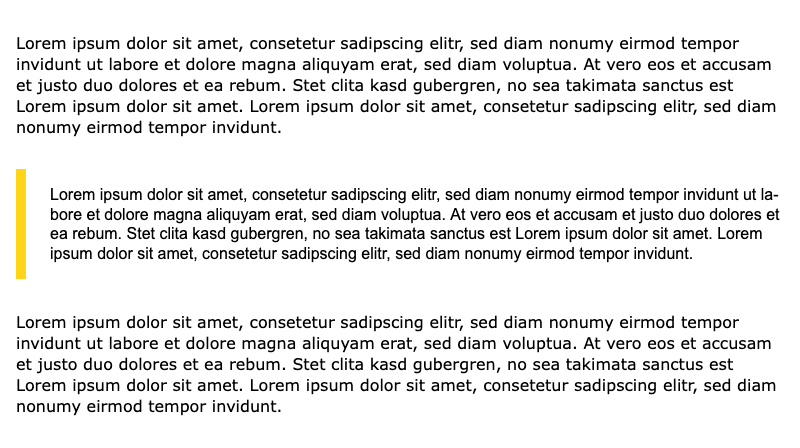 Lorem ipsum dolor sit amet, consetetur sadipscing elitr, sed diam nonumy eirmod tempor
invidunt ut labore et dolore magna aliquyam erat, sed diam voluptua. At vero eos et accusam
et justo duo dolores et ea rebum. Stet clita kasd gubergren, no sea takimata sanctus est
Lorem ipsum dolor sit amet. Lorem ipsum dolor sit amet, consetetur sadipscing elitr, sed diam
nonumy eirmod tempor invidunt.
Lorem ipsum dolor sit amet, consetetur sadipscing elitr, sed diam nonumy eirmod tempor invidunt ut la-
bore et dolore magna aliquyam erat, sed diam voluptua. At vero eos et accusam et justo duo dolores et
ea rebum. Stet clita kasd gubergren, no sea takimata sanctus est Lorem ipsum dolor sit amet. Lorem
ipsum dolor sit amet, consetetur sadipscing elitr, sed diam nonumy eirmod tempor invidunt.
Lorem ipsum dolor sit amet, consetetur sadipscing elitr, sed diam nonumy eirmod tempor
invidunt ut labore et dolore magna aliquyam erat, sed diam voluptua. At vero eos et accusam
et justo duo dolores et ea rebum. Stet clita kasd gubergren, no sea takimata sanctus est
Lorem ipsum dolor sit amet. Lorem ipsum dolor sit amet, consetetur sadipscing elitr, sed diam
nonumy eirmod tempor invidunt.